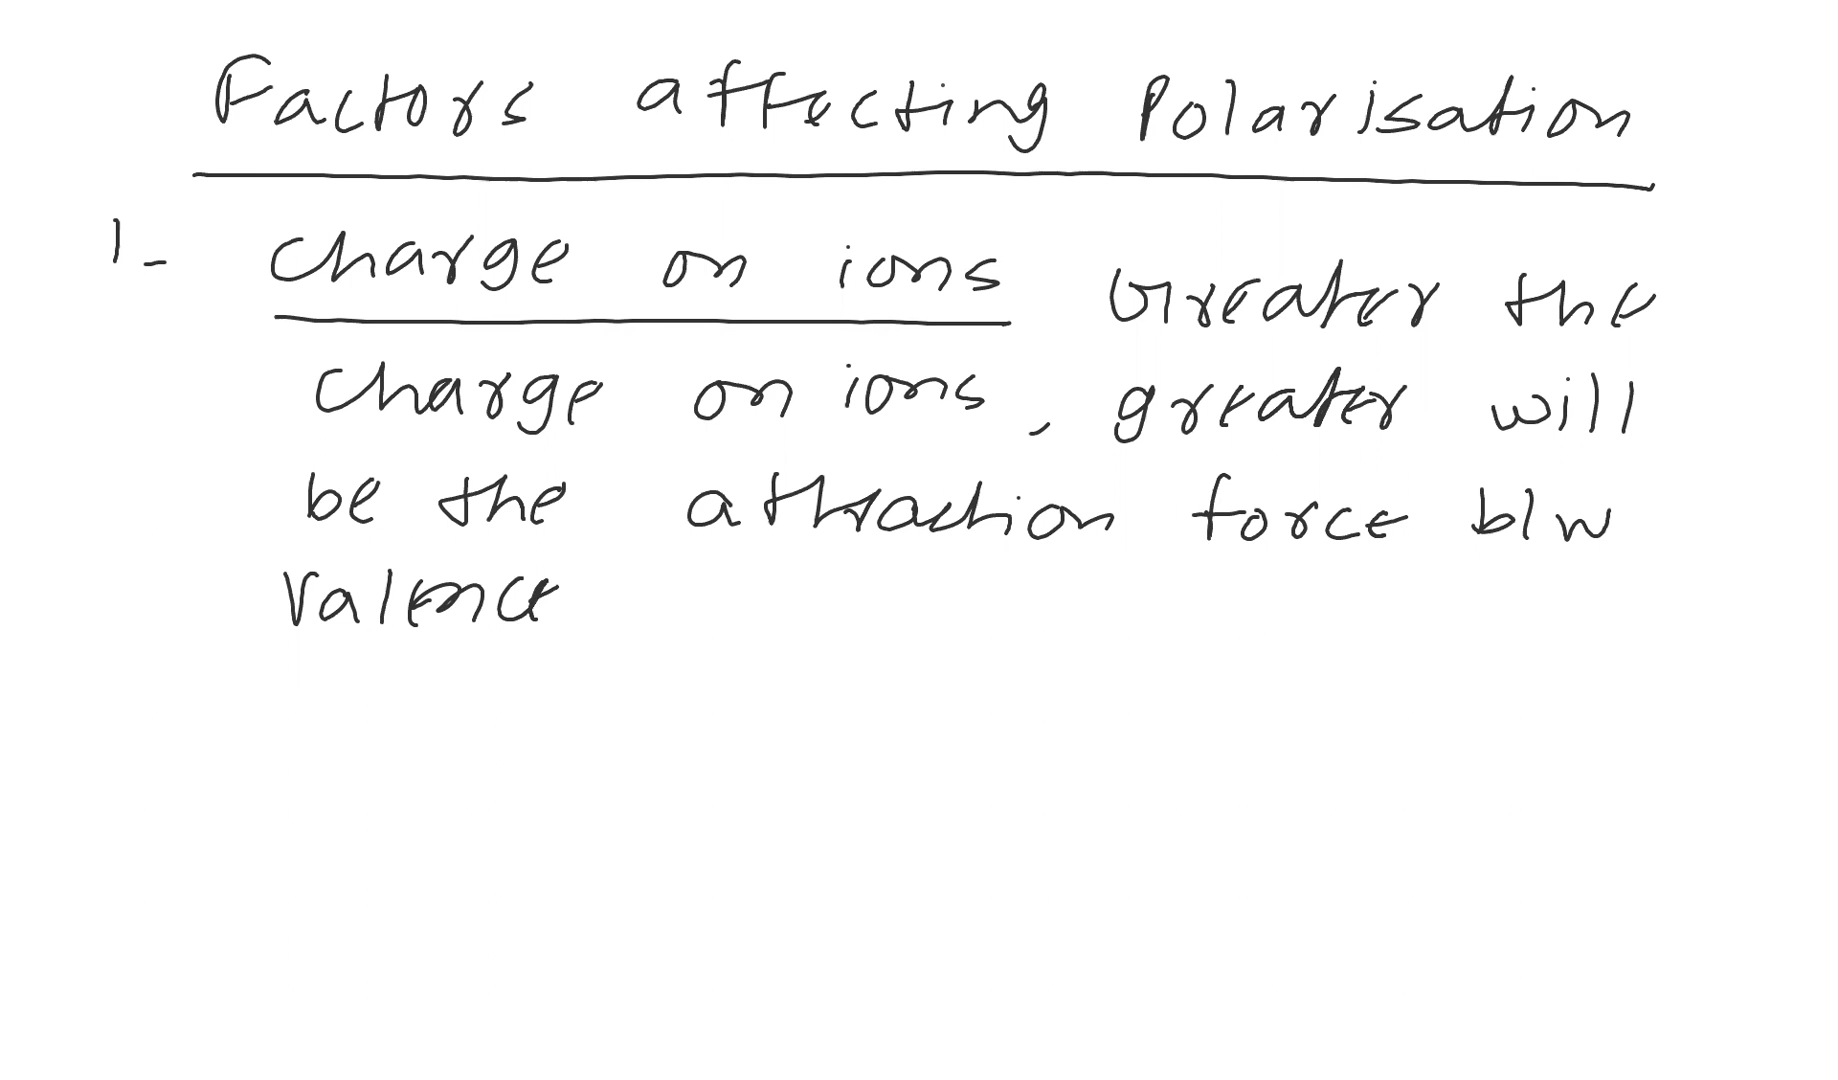 Factors affecting Polarisation
1- Charge on ions Greater the
charge on ions, greater will
be the attraction force b/w
Valence